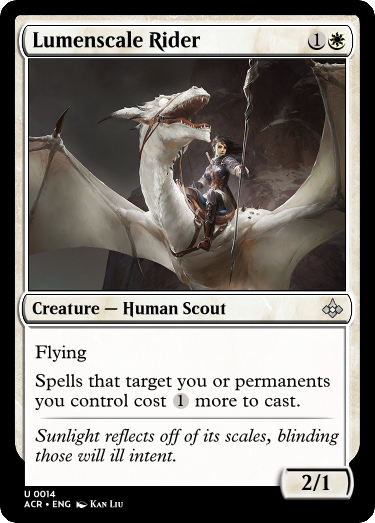 Lumenscale Rider 1
Creature — Human Scout
Flying
Spells that target you or permanents
you control cost 1 more to cast.
Sunlight reflects off of its scales, blinding
those will ill intent.
2/1
U 0014
ACR • ENG Kan Liu